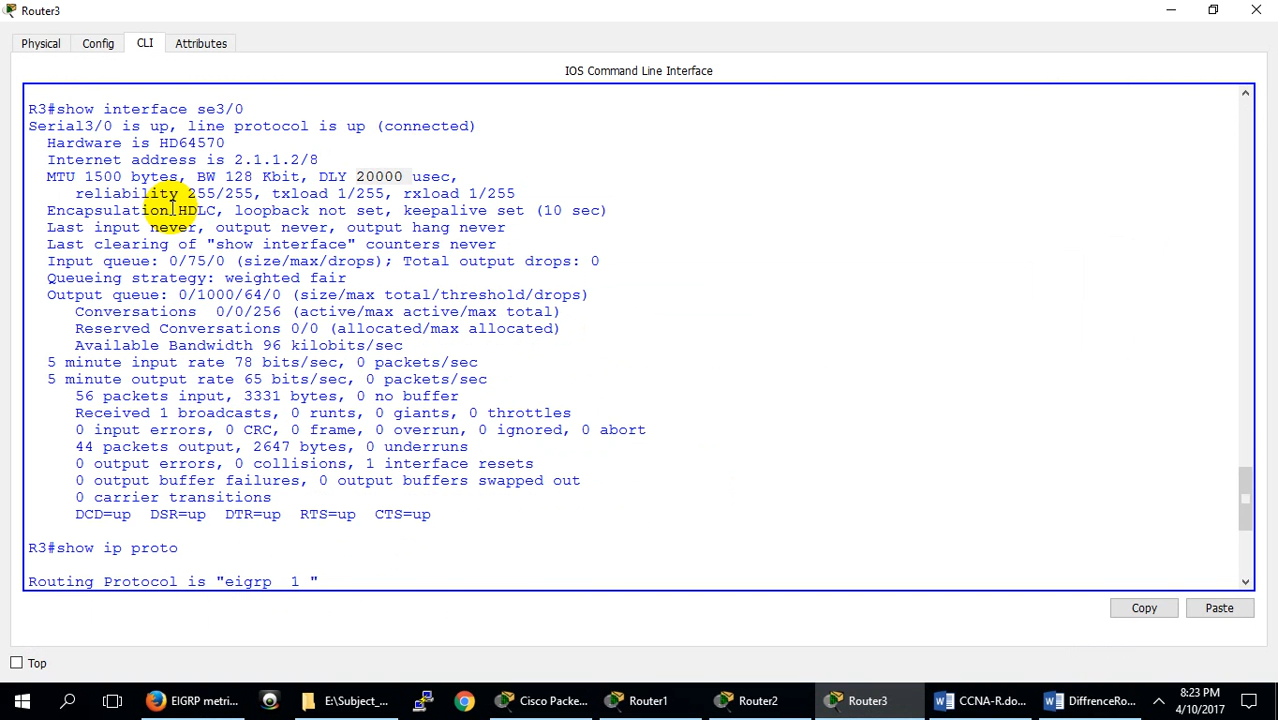 Router3
Physical Config CLI Attributes
IOS Command Line Interface
R3#show interface se3/0
Serial3/0 is up, line protocol is up (connected)
Hardware is HD64570
Internet address is 2.1.1.2/8
MTU 1500 bytes, BW 128 Kbit, DLY 20000 usec,
reliability 255/255, txload 1/255, rxload 1/255
Encapsulation HDLC, loopback not set, keepalive set (10 sec)
Last input never, output never, output hang never
Last clearing of "show interface" counters never
Input queue: 0/75/0 (size/max/drops); Total output drops: 0
Queueing strategy: weighted fair
Output queue: 0/1000/64/0 (size/max total/threshold/drops)
Conversations 0/0/256 (active/max active/max total)
Reserved Conversations 0/0 (allocated/max allocated)
Available Bandwidth 96 kilobits/sec
5 minute input rate 78 bits/sec, 0 packets/sec
5 minute output rate 65 bits/sec, 0 packets/sec
56 packets input, 3331 bytes, 0 no buffer
Received 1 broadcasts, 0 runts, 0 giants, 0 throttles
0 input errors, 0 CRC, 0 frame, 0 overrun, 0 ignored, 0 abort
44 packets output, 2647 bytes, 0 underruns
0 output errors, 0 collisions, 1 interface resets
0 output buffer failures, 0 output buffers swapped out
0 carrier transitions
DCD=up DSR=up DTR=up RTS=up CTS=up
R3#show ip proto
Routing Protocol is "eigrp 1 "
Copy Paste
Top
EIGRP metri... E:\Subject_... Cisco Packe... Router1 Router2 Router3 CCNA-R.do... DiffrenceRo... 8:23 PM
4/10/2017